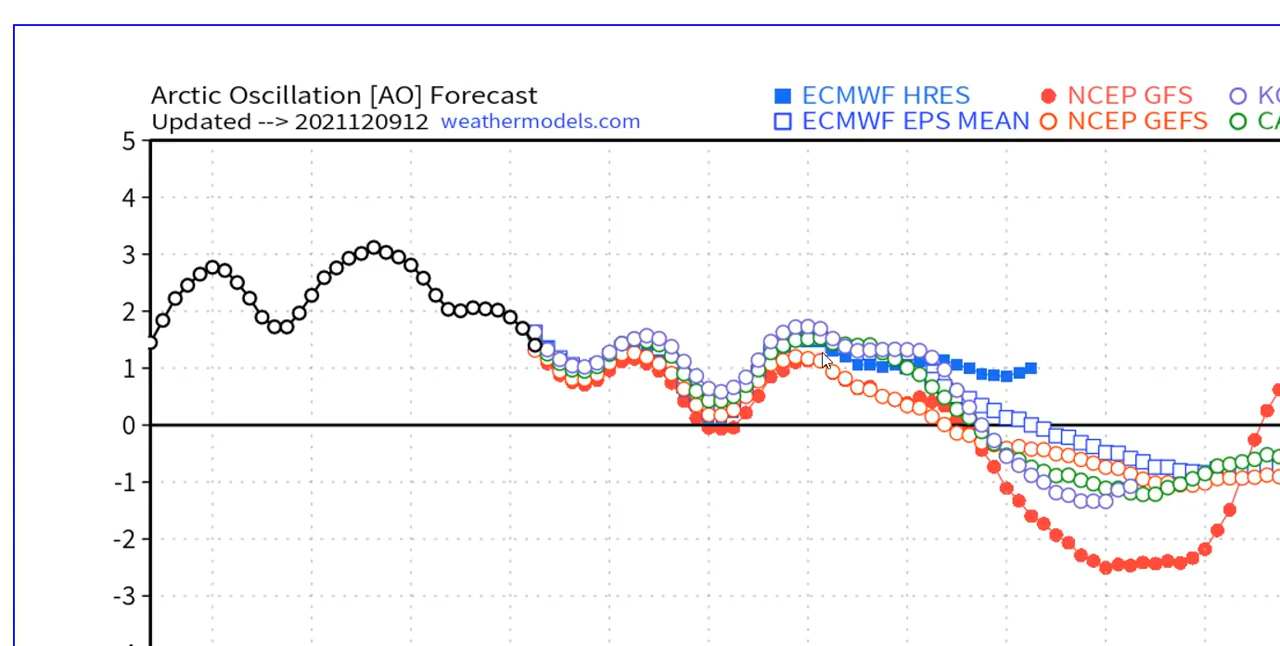 Arctic Oscillation [AO] Forecast
Updated --> 2021120912 weathermodels.com
ECMWF HRES NCEP GFS
ECMWF EPS MEAN NCEP GEFS
5
4
3
2
1
0
-1
-2
-3